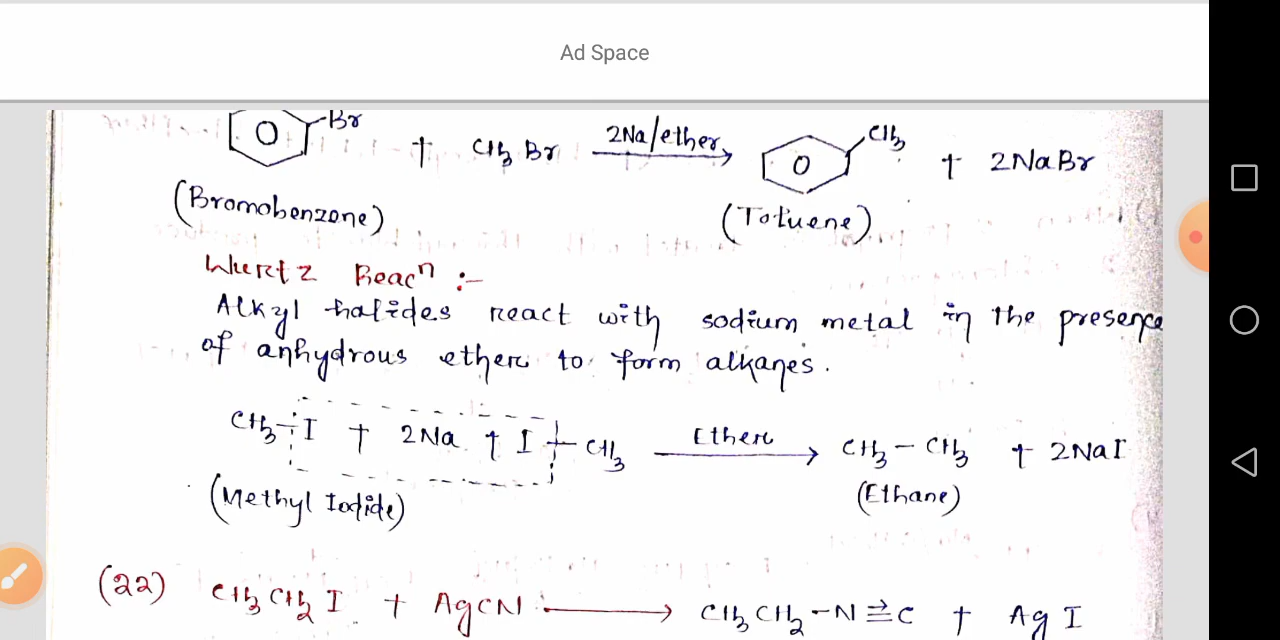 Ad Space
Br
+ CH3 Br 2Na/ether + 2NaBr
CH3
(Bromobenzone) (Totuene)
Wurtz Reacn :-
Alkyl halides react with sodium metal in the presence
of anhydrous ether to form alkanes.
CH3-I + 2Na + I-CH3 Ether CH3-CH3 + 2NaI
(Methyl Iodide) (Ethane)
(22) CH3CH2I + AgCN → CH3CH2-N⇉C + AgI